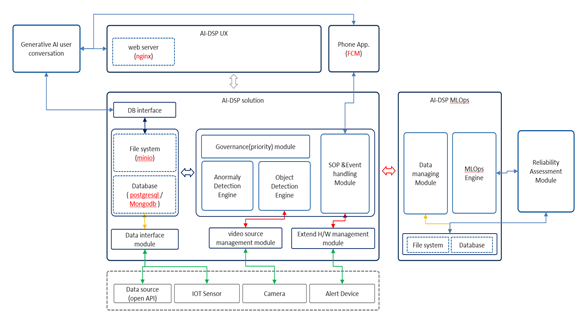 Generative AI user
conversation
AI-DSP UX
web server
(nginx)
Phone App.
(FCM)
AI-DSP solution
DB interface
File system
(minio)
Database
( postgresql /
Mongodb )
Data interface
module
Governance(priority) module
Anormaly
Detection
Engine
Object
Detection
Engine
SOP &Event
handling
Module
video source
management module
Extend H/W management
module
Data source
(open API)
IOT Sensor
Camera
Alert Device
AI-DSP MLOps
Data
managing
Module
MLOps
Engine
File system
Database
Reliability
Assessment
Module